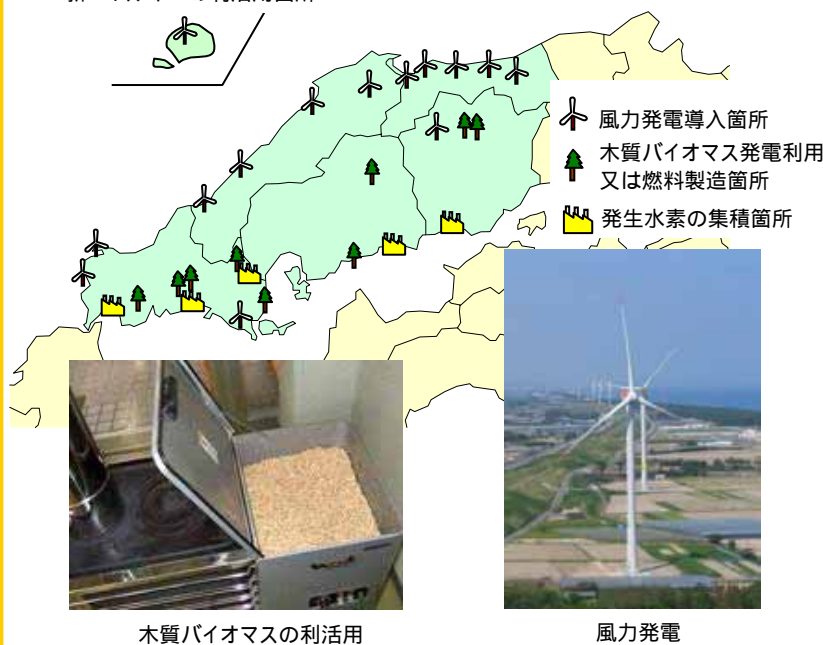 風力発電導入箇所
木質バイオマス発電利用
又は燃料製造箇所
発生水素の集積箇所
木質バイオマスの利活用
風力発電